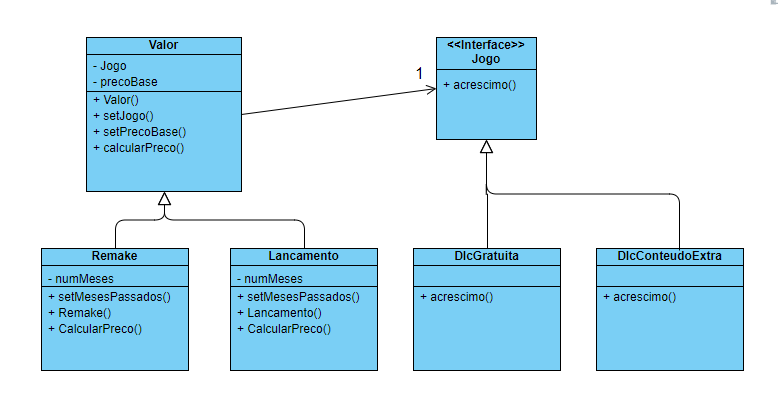 Valor
- Jogo
- precoBase
+ Valor()
+ setJogo()
+ setPrecoBase()
+ calcularPreco()
1
<<Interface>>
Jogo
+ acrescimo()
Remake
- numMeses
+ setMesesPassados()
+ Remake()
+ CalcularPreco()
Lancamento
- numMeses
+ setMesesPassados()
+ Lancamento()
+ CalcularPreco()
DlcGratuita
+ acrescimo()
DlcConteudoExtra
+ acrescimo()